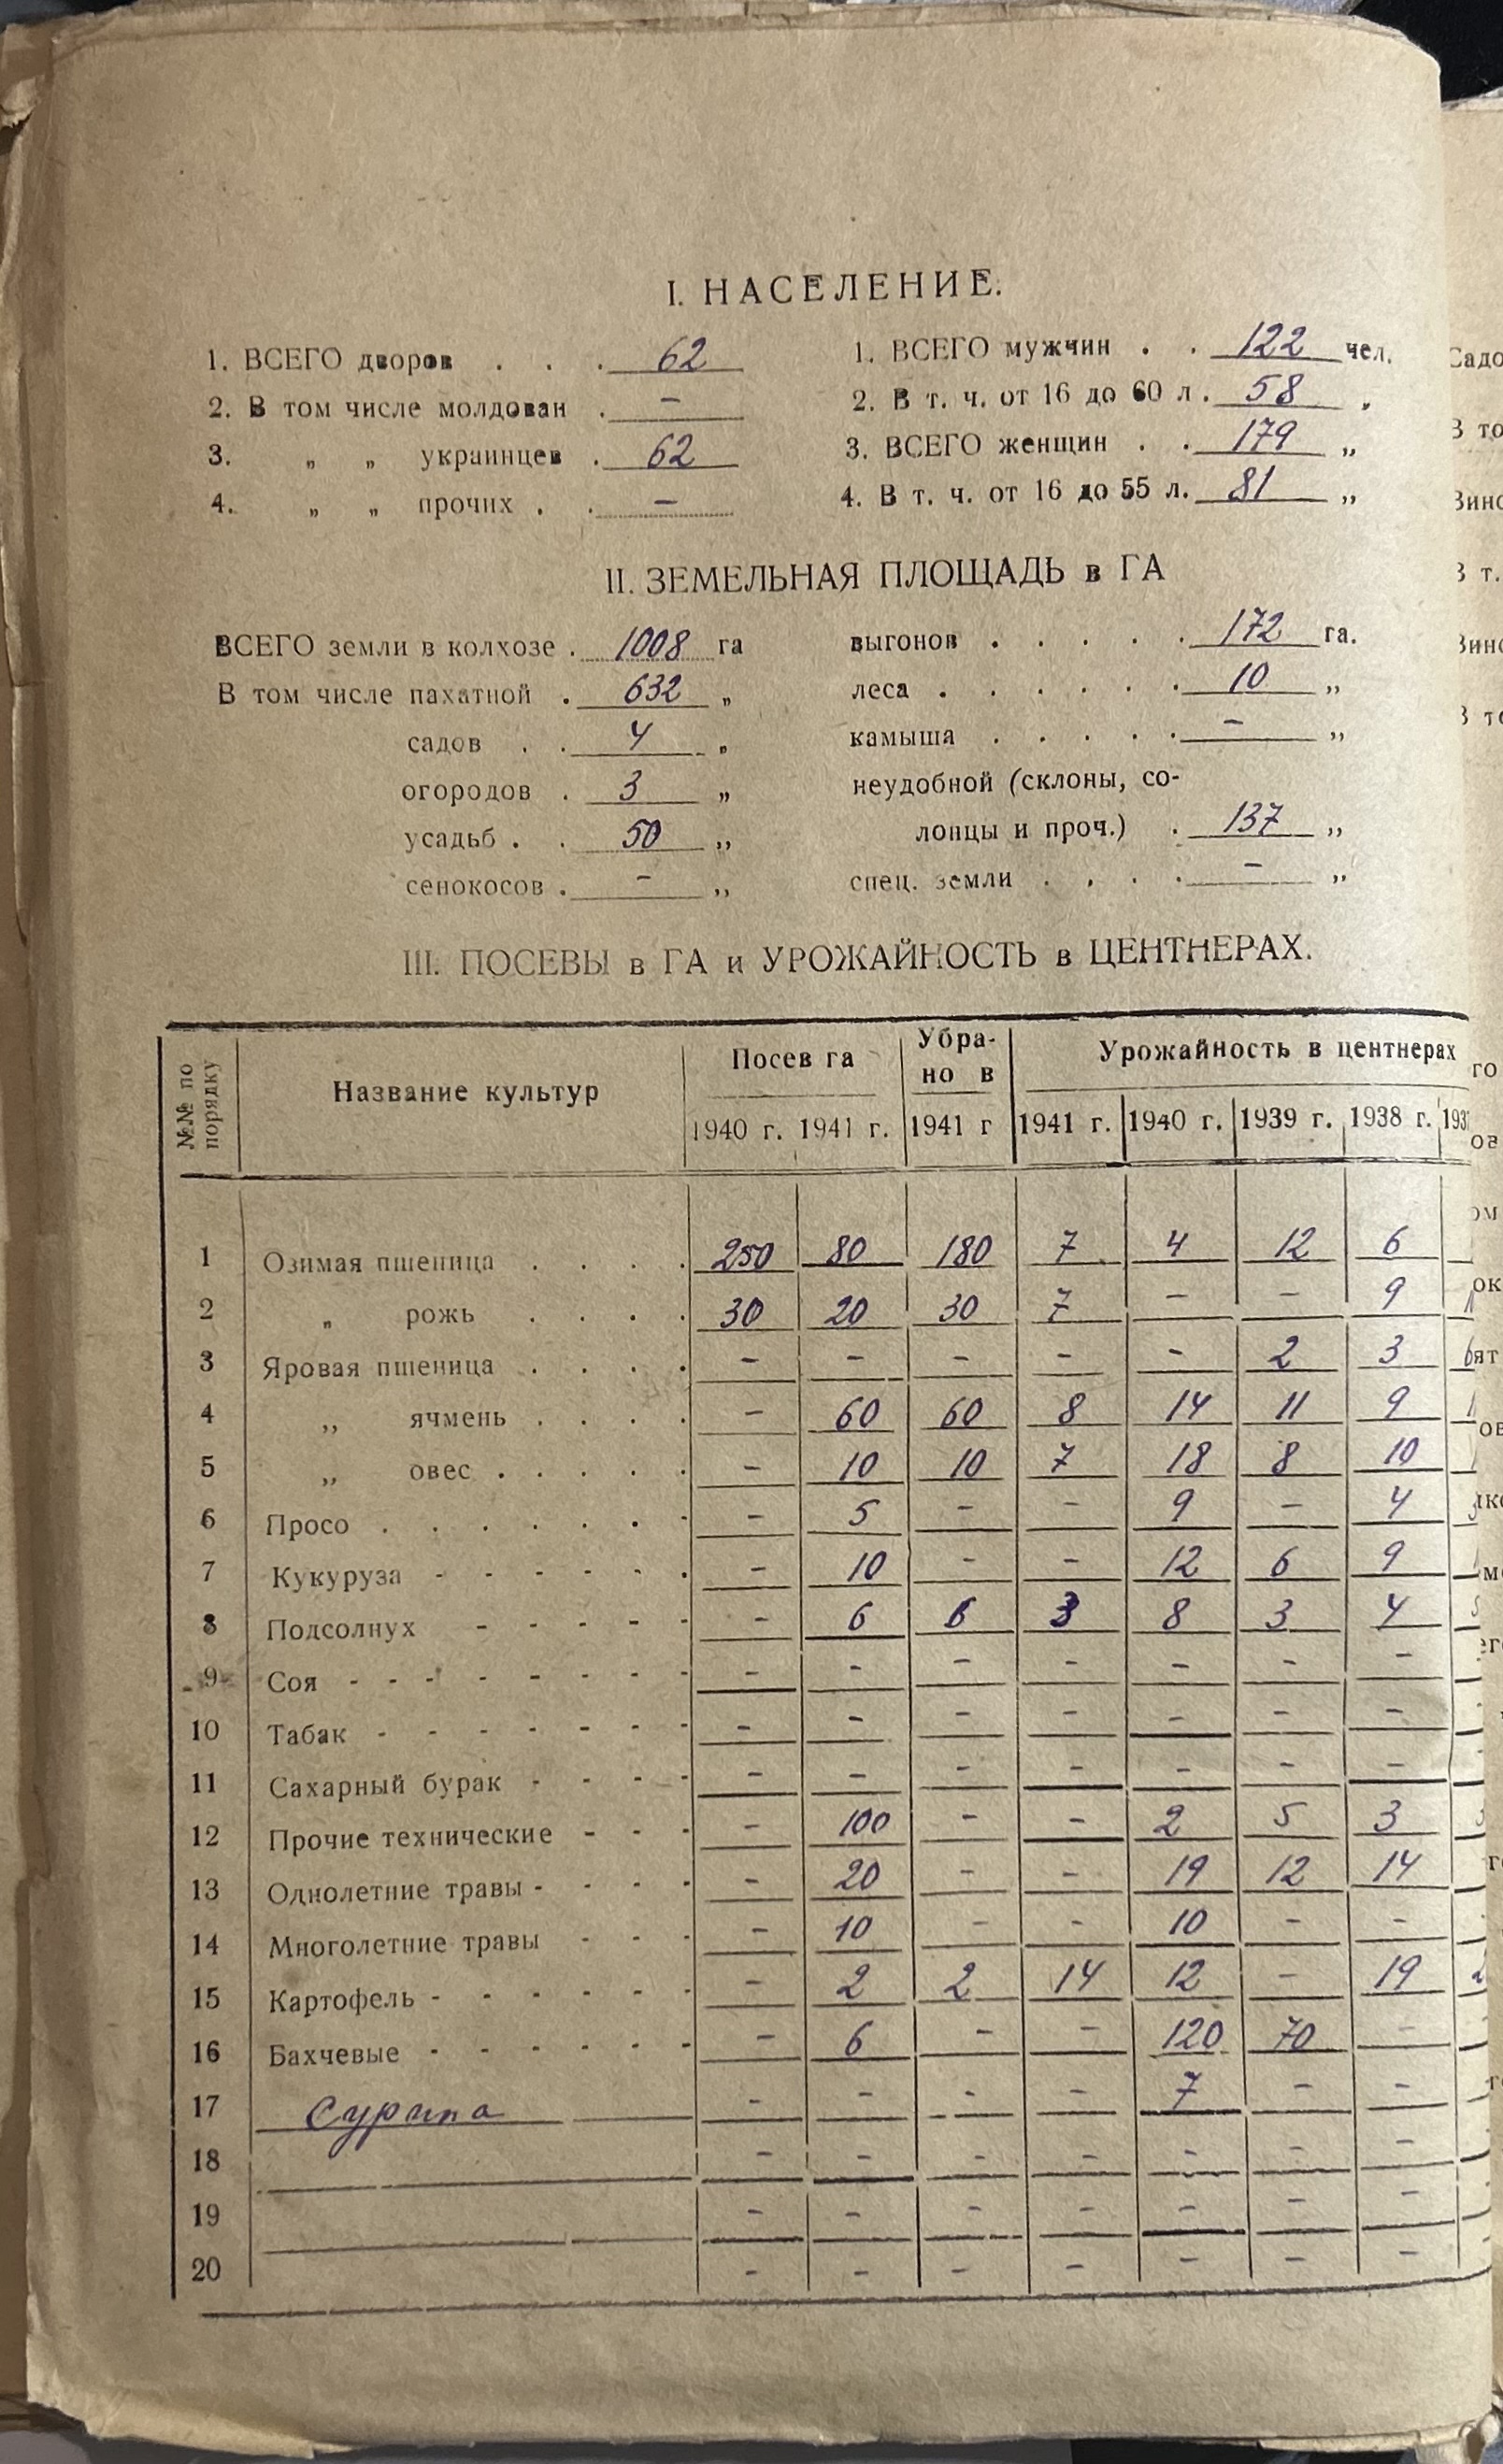 I. НАСЕЛЕНИЕ.
1. ВСЕГО дворов . . . 62
2. В том числе молдован . –
3. „ „ украинцев . 62
4. „ „ прочих . . –
1. ВСЕГО мужчин . . 122 чел.
2. В т. ч. от 16 до 60 л . 58 „
3. ВСЕГО женщин . . 179 „
4. В т. ч. от 16 до 55 л. 81 „
II. ЗЕМЕЛЬНАЯ ПЛОЩАДЬ в ГА
ВСЕГО земли в колхозе . 1008 га
В том числе пахатной . 632 „
садов . . 4 „
огородов . 3 „
усадьб . . 50 „
сенокосов . – „
выгонов . . . . . 172 га.
леса . . . . . . 10 „
камыша . . . . . – „
неудобной (склоны, со-
лонцы и проч.) . 137 „
спец. земли . . . . – „
III. ПОСЕВЫ в ГА и УРОЖАЙНОСТЬ в ЦЕНТНЕРАХ.
№№ по порядку Название культур Посев га Убра- но в Урожайность в центнерах
1940 г. 1941 г. 1941 г 1941 г. 1940 г. 1939 г. 1938 г. 193
1 Озимая пшеница . . . . 250 80 180 7 4 12 6
2 „ рожь . . . . 30 20 30 7 – – 9
3 Яровая пшеница . . . . – – – – – 2 3
4 „ ячмень . . . . – 60 60 8 14 11 9
5 „ овес . . . . . – 10 10 7 18 8 10
6 Просо . . . . . . . – 5 – – 9 – 4
7 Кукуруза - - - - - . – 10 – – 12 6 9
8 Подсолнух - - - - - – 6 6 3 8 3 4
9 Соя - - - - - - - – – – – – – –
10 Табак - - - - - - - – – – – – – –
11 Сахарный бурак - - - - – – – – – – –
12 Прочие технические - - - – 100 – – 2 5 3
13 Однолетние травы - - - - – 20 – – 19 12 14
14 Многолетние травы - - - – 10 – – 10 – –
15 Картофель - - - - - - – 2 2 14 12 – 19
16 Бахчевые - - - - - - – 6 – – 120 70 –
17 Сурипа – – – – 7 – –
18 – – – – – – –
19 – – – – – – –
20 – – – – – – –